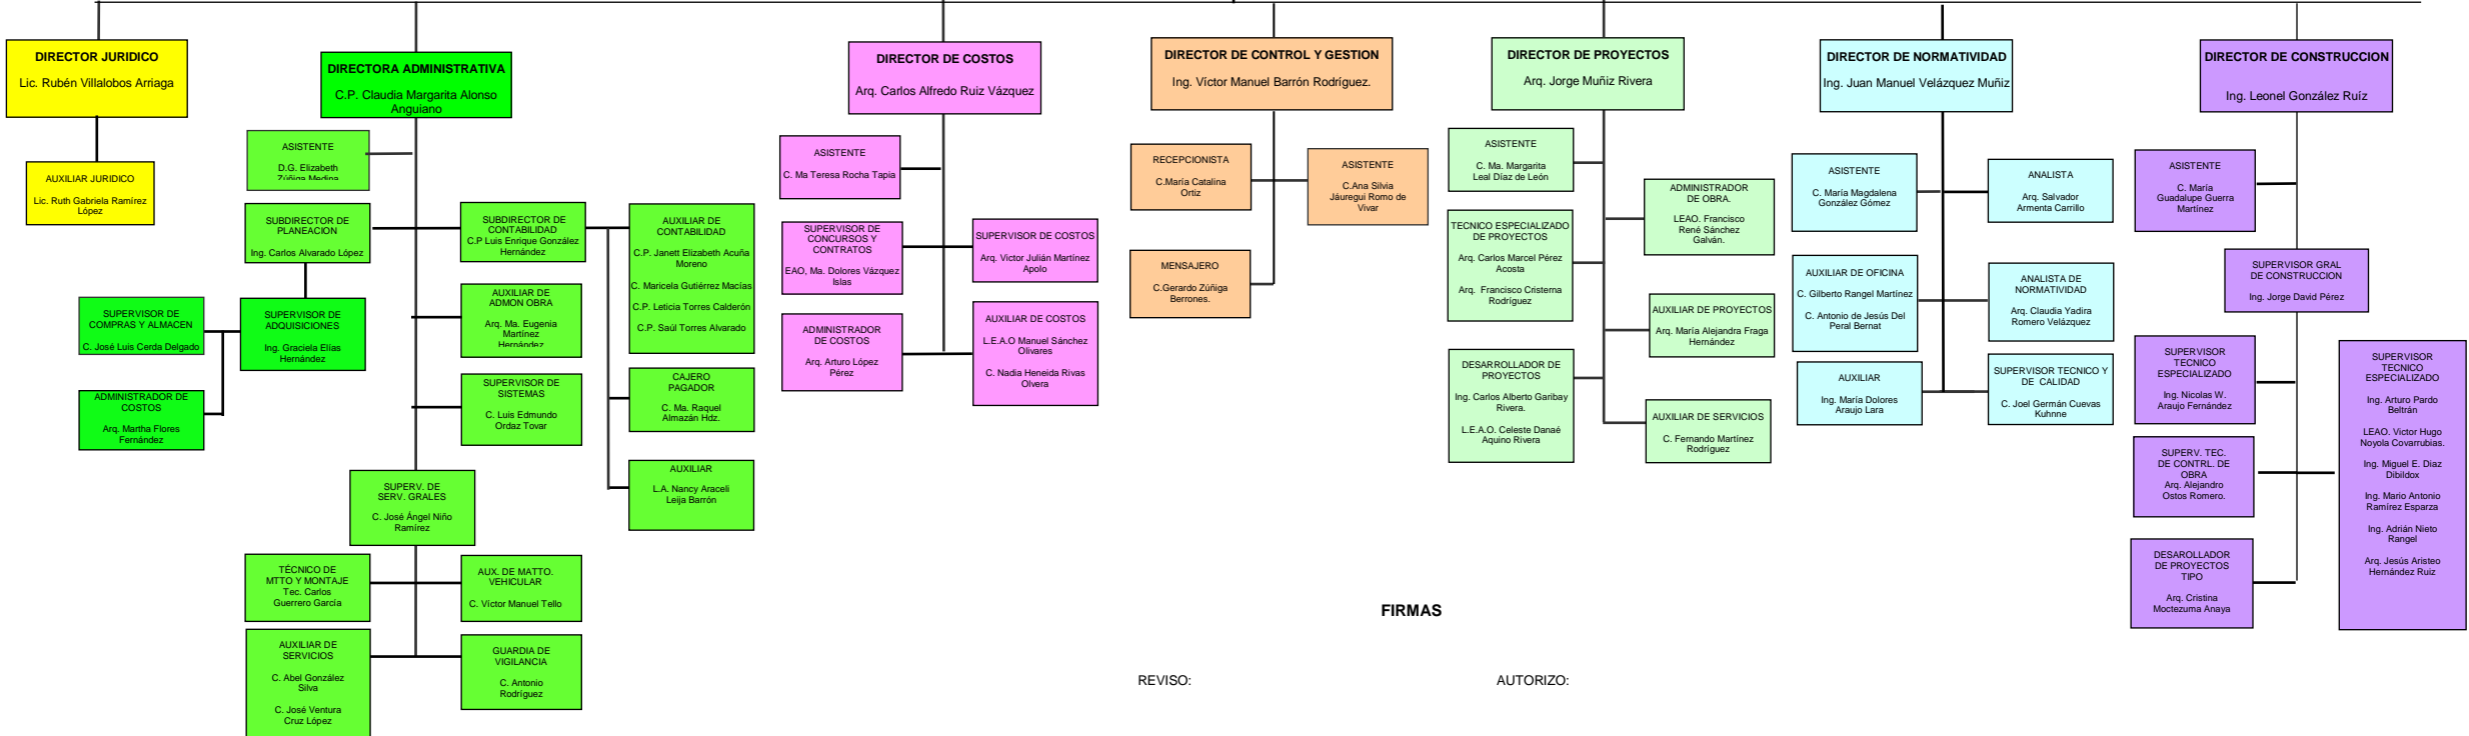 DIRECTOR JURIDICO
Lic. Rubén Villalobos Arriaga
AUXILIAR JURIDICO
Lic. Ruth Gabriela Ramírez
López
DIRECTORA ADMINISTRATIVA
C.P. Claudia Margarita Alonso
Anguiano
ASISTENTE
D.G. Elizabeth
Zúñiga Medina
SUBDIRECTOR DE
PLANEACION
Ing. Carlos Alvarado López
SUPERVISOR DE
COMPRAS Y ALMACEN
C. José Luis Cerda Delgado
SUPERVISOR DE
ADQUISICIONES
Ing. Graciela Elías
Hernández
ADMINISTRADOR DE
COSTOS
Arq. Martha Flores
Fernández
SUBDIRECTOR DE
CONTABILIDAD
C.P Luis Enrique González
Hernández
AUXILIAR DE
ADMON OBRA
Arq. Ma. Eugenia
Martínez
Hernández
SUPERVISOR DE
SISTEMAS
C. Luis Edmundo
Ordaz Tovar
AUXILIAR DE
CONTABILIDAD
C.P. Janett Elizabeth Acuña
Moreno
C. Maricela Gutiérrez Macías
C.P. Leticia Torres Calderón
C.P. Saúl Torres Alvarado
CAJERO
PAGADOR
C. Ma. Raquel
Almazán Hdz.
AUXILIAR
L.A. Nancy Araceli
Leija Barrón
SUPERV. DE
SERV. GRALES
C. José Ángel Niño
Ramírez
TÉCNICO DE
MTTO Y MONTAJE
Tec. Carlos
Guerrero García
AUX. DE MATTO.
VEHICULAR
C. Víctor Manuel Tello
AUXILIAR DE
SERVICIOS
C. Abel González
Silva
C. José Ventura
Cruz López
GUARDIA DE
VIGILANCIA
C. Antonio
Rodríguez
DIRECTOR DE COSTOS
Arq. Carlos Alfredo Ruiz Vázquez
ASISTENTE
C. Ma Teresa Rocha Tapia
SUPERVISOR DE
CONCURSOS Y
CONTRATOS
EAO, Ma. Dolores Vázquez
Islas
SUPERVISOR DE COSTOS
Arq. Victor Julián Martínez
Apolo
ADMINISTRADOR
DE COSTOS
Arq. Arturo López
Pérez
AUXILIAR DE COSTOS
L.E.A.O Manuel Sánchez
Olivares
C. Nadia Heneida Rivas
Olvera
DIRECTOR DE CONTROL Y GESTION
Ing. Víctor Manuel Barrón Rodríguez.
RECEPCIONISTA
C.María Catalina
Ortiz
ASISTENTE
C.Ana Silvia
Jáuregui Romo de
Vivar
MENSAJERO
C.Gerardo Zúñiga
Berrones.
DIRECTOR DE PROYECTOS
Arq. Jorge Muñiz Rivera
ASISTENTE
C. Ma. Margarita
Leal Díaz de León
ADMINISTRADOR
DE OBRA.
LEAO. Francisco
René Sánchez
Galván.
TECNICO ESPECIALIZADO
DE PROYECTOS
Arq. Carlos Marcel Pérez
Acosta
Arq. Francisco Cristerna
Rodríguez
AUXILIAR DE PROYECTOS
Arq. María Alejandra Fraga
Hernández
DESARROLLADOR DE
PROYECTOS
Ing. Carlos Alberto Garibay
Rivera.
L.E.A.O. Celeste Danaé
Aquino Rivera
AUXILIAR DE SERVICIOS
C. Fernando Martínez
Rodríguez
DIRECTOR DE NORMATIVIDAD
Ing. Juan Manuel Velázquez Muñiz
ASISTENTE
C. María Magdalena
González Gómez
ANALISTA
Arq. Salvador
Armenta Carrillo
AUXILIAR DE OFICINA
C. Gilberto Rangel Martínez
C. Antonio de Jesús Del
Peral Bernat
ANALISTA DE
NORMATIVIDAD
Arq. Claudia Yadira
Romero Velázquez
AUXILIAR
Ing. María Dolores
Araujo Lara
SUPERVISOR TECNICO Y
DE CALIDAD
C. Joel Germán Cuevas
Kuhnne
DIRECTOR DE CONSTRUCCION
Ing. Leonel González Ruíz
ASISTENTE
C. María
Guadalupe Guerra
Martínez
SUPERVISOR GRAL
DE CONSTRUCCION
Ing. Jorge David Pérez
SUPERVISOR
TECNICO
ESPECIALIZADO
Ing. Nicolas W.
Araujo Fernández
SUPERV. TEC.
DE CONTRL. DE
OBRA
Arq. Alejandro
Ostos Romero.
DESAROLLADOR
DE PROYECTOS
TIPO
Arq. Cristina
Moctezuma Anaya
SUPERVISOR
TECNICO
ESPECIALIZADO
Ing. Arturo Pardo
Beltrán
LEAO. Victor Hugo
Noyola Covarrubias.
Ing. Miguel E. Diaz
Dibildox
Ing. Mario Antonio
Ramírez Esparza
Ing. Adrián Nieto
Rangel
Arq. Jesús Aristeo
Hernández Ruiz
FIRMAS
REVISO:
AUTORIZO: